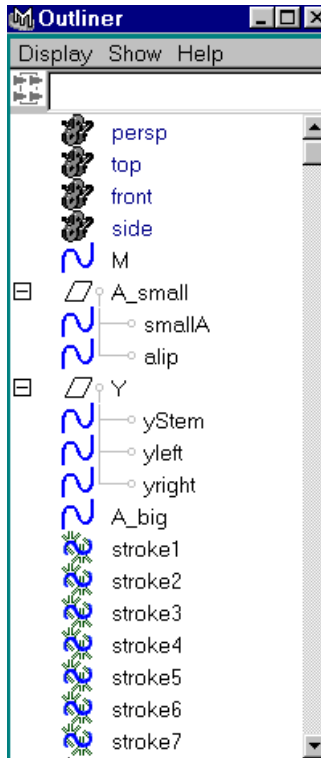 Outliner
Display Show Help
persp
top
front
side
M
A_small
smallA
alip
Y
yStem
yleft
yright
A_big
stroke1
stroke2
stroke3
stroke4
stroke5
stroke6
stroke7